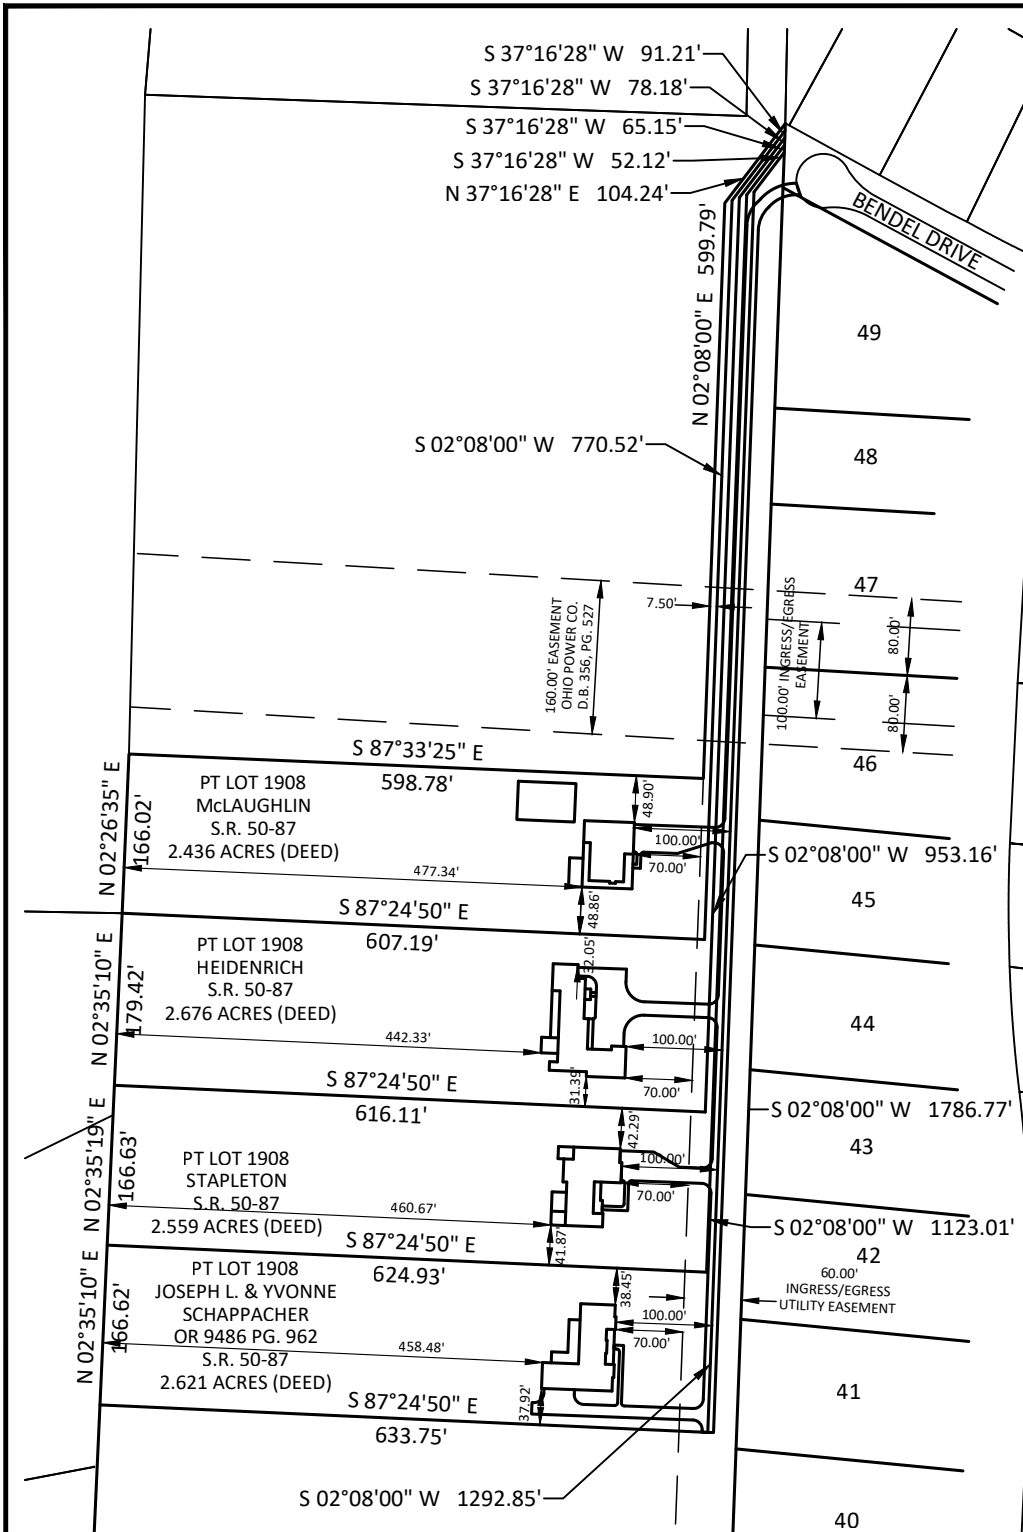 S 37°16'28" W 91.21'
S 37°16'28" W 78.18'
S 37°16'28" W 65.15'
S 37°16'28" W 52.12'
N 37°16'28" E 104.24'
BENDEL DRIVE
N 02°08'00" E 599.79'
49
S 02°08'00" W 770.52'
48
47
160.00' EASEMENT
OHIO POWER CO.
D.B. 356, PG. 527
7.50'
100.00' INGRESS/EGRESS
EASEMENT
80.00'
80.00'
46
S 87°33'25" E
598.78'
N 02°26'35" E
166.02'
PT LOT 1908
McLAUGHLIN
S.R. 50-87
2.436 ACRES (DEED)
48.90'
100.00'
70.00'
477.34'
48.86'
S 02°08'00" W 953.16'
45
S 87°24'50" E
607.19'
N 02°35'10" E
179.42'
PT LOT 1908
HEIDENRICH
S.R. 50-87
2.676 ACRES (DEED)
32.05'
442.33'
100.00'
70.00'
31.39'
44
S 87°24'50" E
616.11'
S 02°08'00" W 1786.77'
43
N 02°35'19" E
166.63'
PT LOT 1908
STAPLETON
S.R. 50-87
2.559 ACRES (DEED)
42.29'
100.00'
70.00'
460.67'
41.87'
S 02°08'00" W 1123.01'
42
S 87°24'50" E
624.93'
60.00'
INGRESS/EGRESS
UTILITY EASEMENT
N 02°35'10" E
166.62'
PT LOT 1908
JOSEPH L. & YVONNE
SCHAPPACHER
OR 9486 PG. 962
S.R. 50-87
2.621 ACRES (DEED)
38.45'
100.00'
70.00'
458.48'
37.92'
41
S 87°24'50" E
633.75'
S 02°08'00" W 1292.85'
40